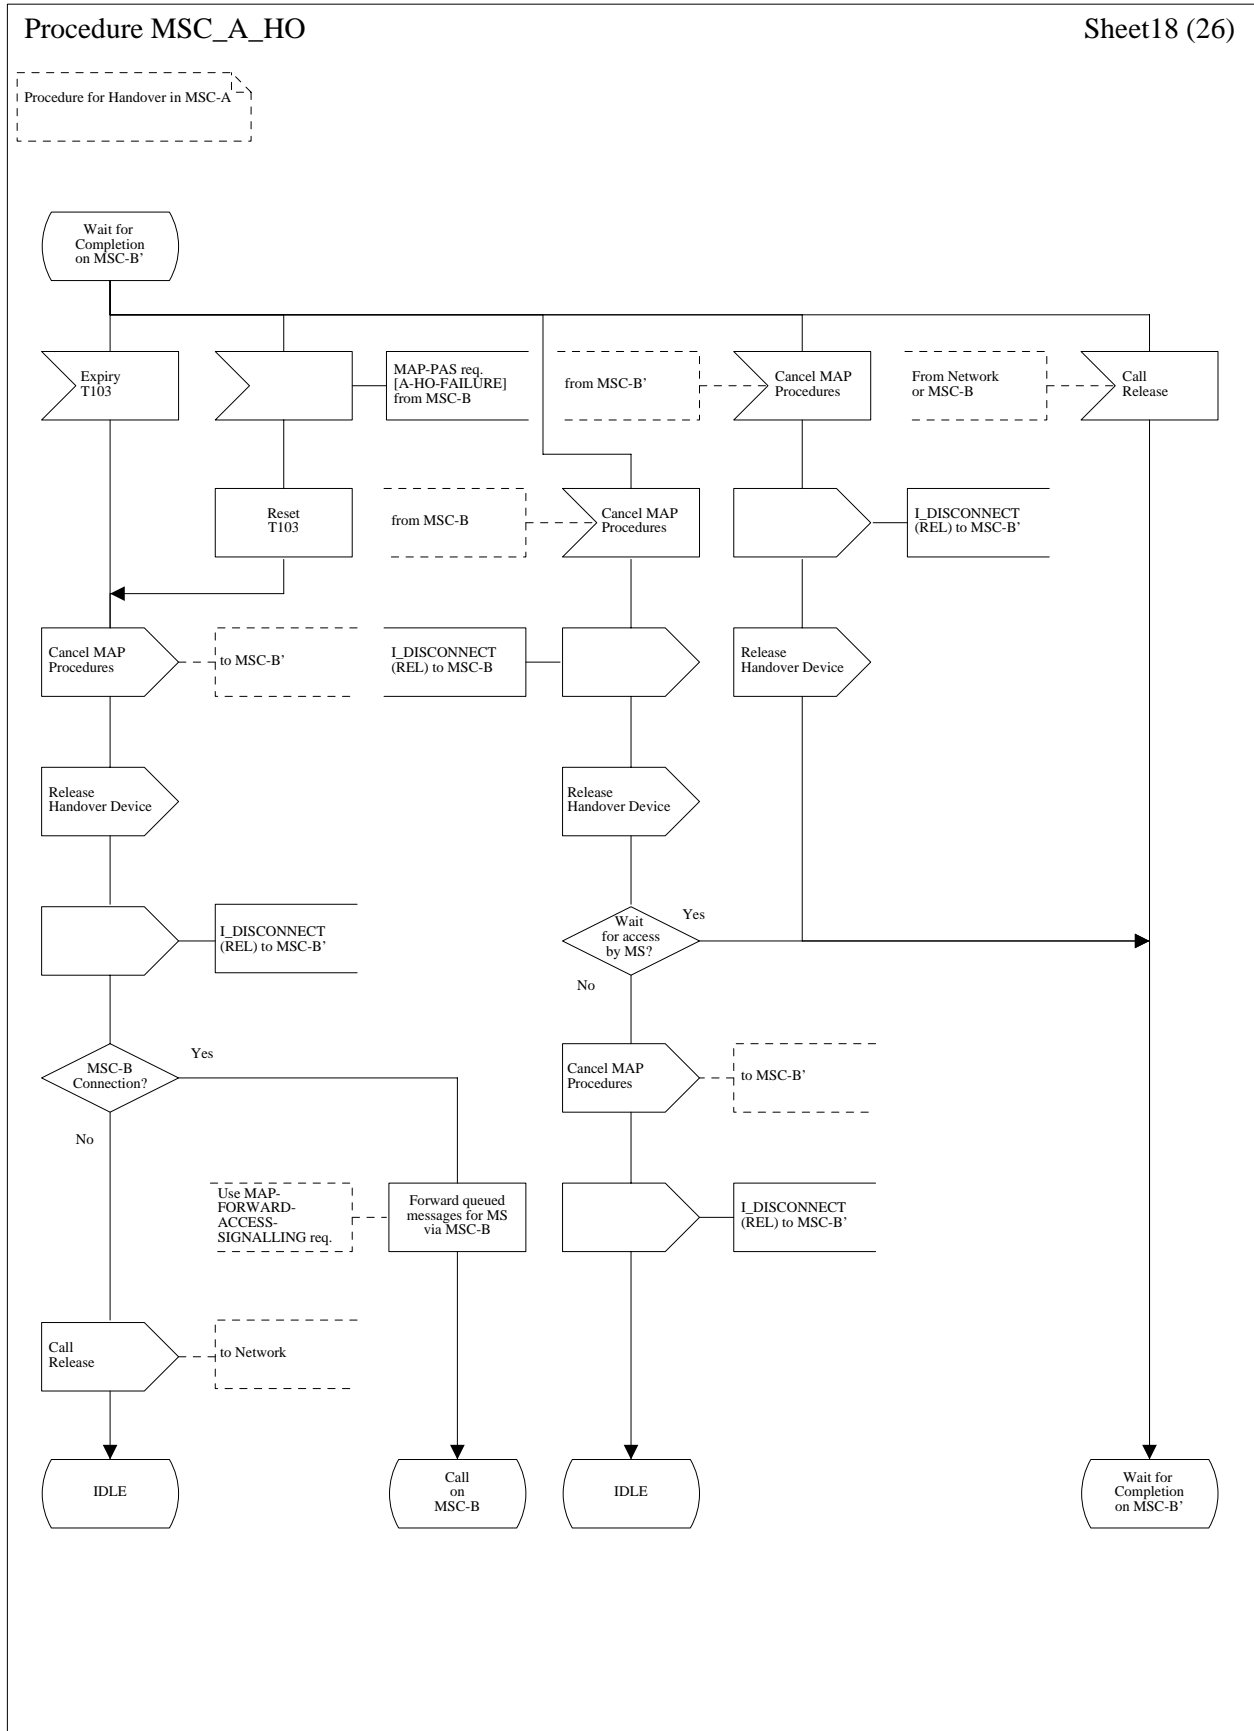 Procedure MSC_A_HO
Sheet18 (26)
Procedure for Handover in MSC-A
Wait for
Completion
on MSC-B’
Expiry
T103
MAP-PAS req.
[A-HO-FAILURE]
from MSC-B
from MSC-B’
Cancel MAP
Procedures
From Network
or MSC-B
Call
Release
Reset
T103
from MSC-B
Cancel MAP
Procedures
I_DISCONNECT
(REL) to MSC-B’
Cancel MAP
Procedures
to MSC-B’
I_DISCONNECT
(REL) to MSC-B
Release
Handover Device
Release
Handover Device
Release
Handover Device
I_DISCONNECT
(REL) to MSC-B’
Wait
for access
by MS?
Yes
No
MSC-B
Connection?
Yes
No
Cancel MAP
Procedures
to MSC-B’
Use MAP-
FORWARD-
ACCESS-
SIGNALLING req.
Forward queued
messages for MS
via MSC-B
I_DISCONNECT
(REL) to MSC-B’
Call
Release
to Network
IDLE
Call
on
MSC-B
IDLE
Wait for
Completion
on MSC-B’